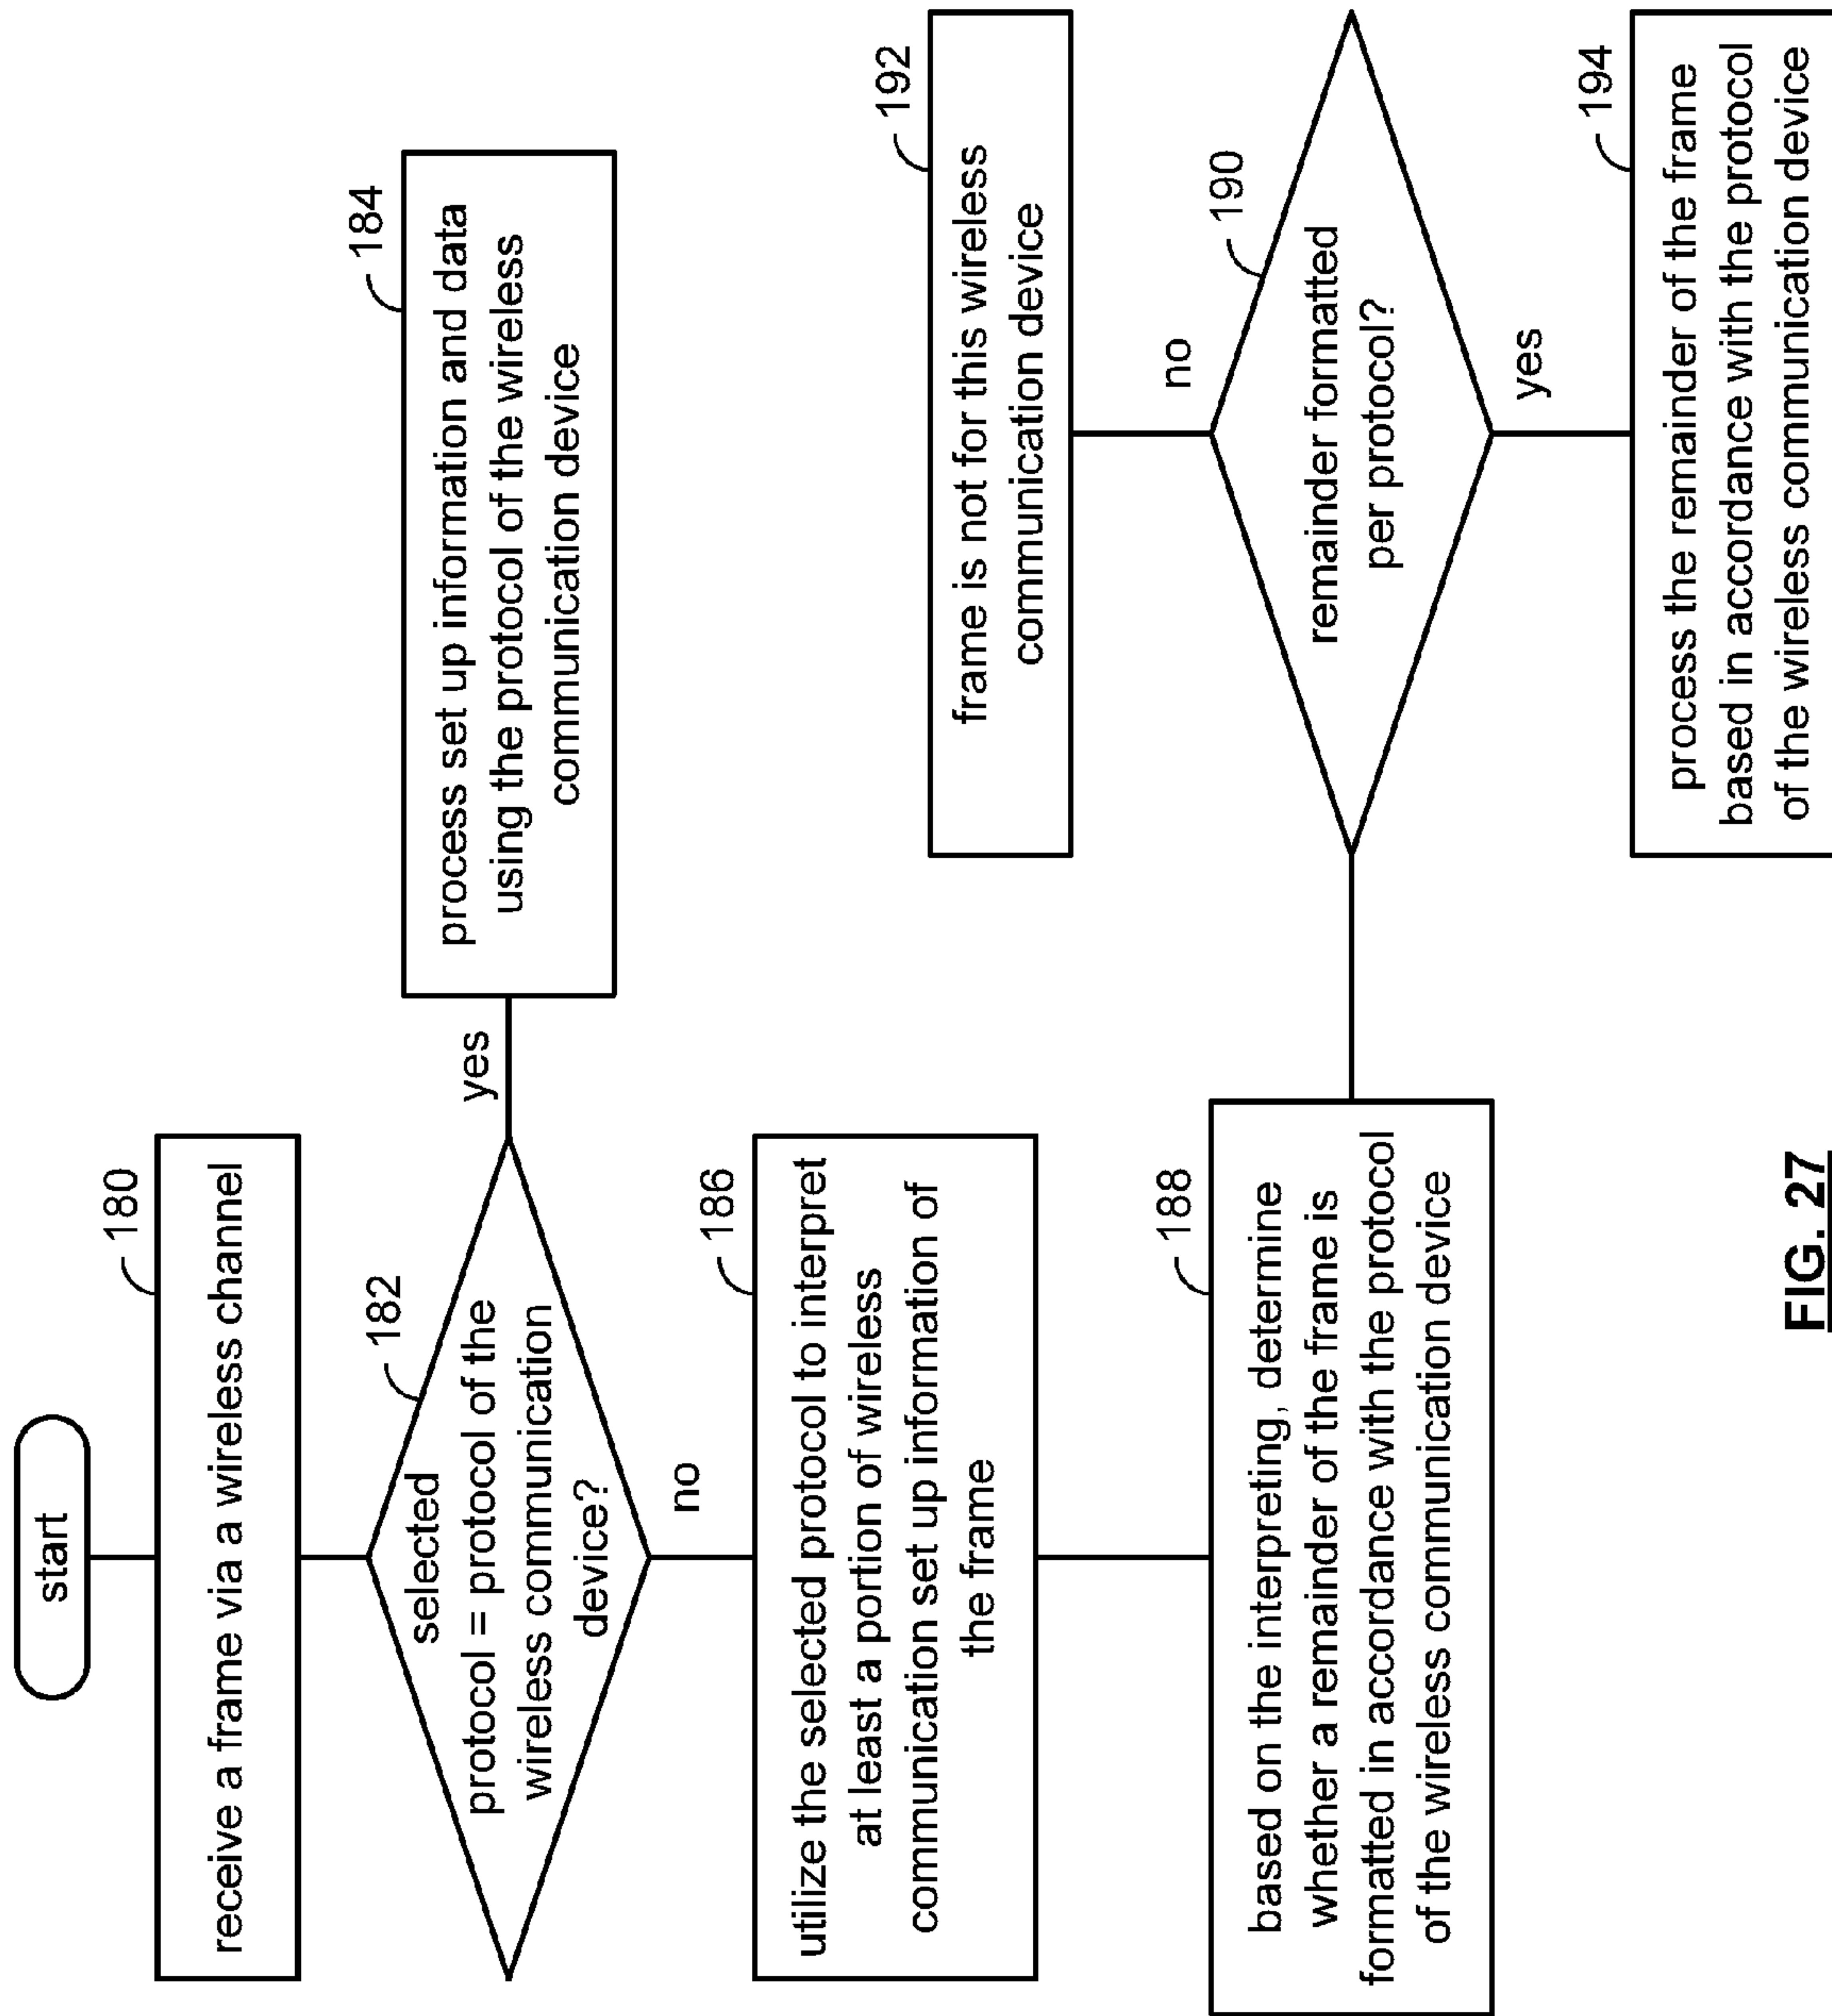 start
180
receive a frame via a wireless channel
182
selected
protocol = protocol of the
wireless communication
device?
yes
184
process set up information and data
using the protocol of the wireless
communication device
no
186
utilize the selected protocol to interpret
at least a portion of wireless
communication set up information of
the frame
188
based on the interpreting, determine
whether a remainder of the frame is
formatted in accordance with the protocol
of the wireless communication device
190
remainder formatted
per protocol?
no
192
frame is not for this wireless
communication device
yes
194
process the remainder of the frame
based in accordance with the protocol
of the wireless communication device
FIG. 27